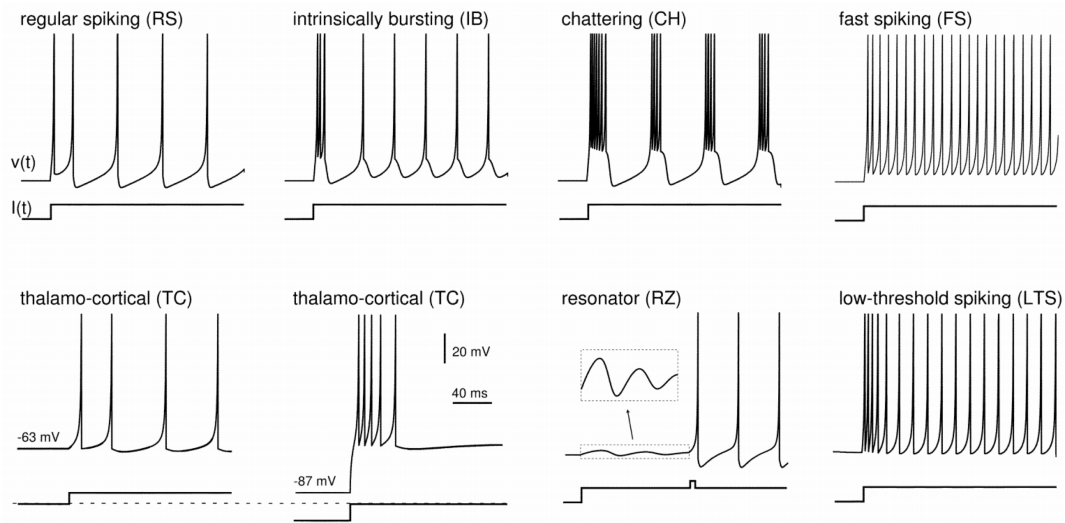 regular spiking (RS)
intrinsically bursting (IB)
chattering (CH)
fast spiking (FS)
v(t)
I(t)
thalamo-cortical (TC)
thalamo-cortical (TC)
resonator (RZ)
low-threshold spiking (LTS)
20 mV
40 ms
-63 mV
-87 mV